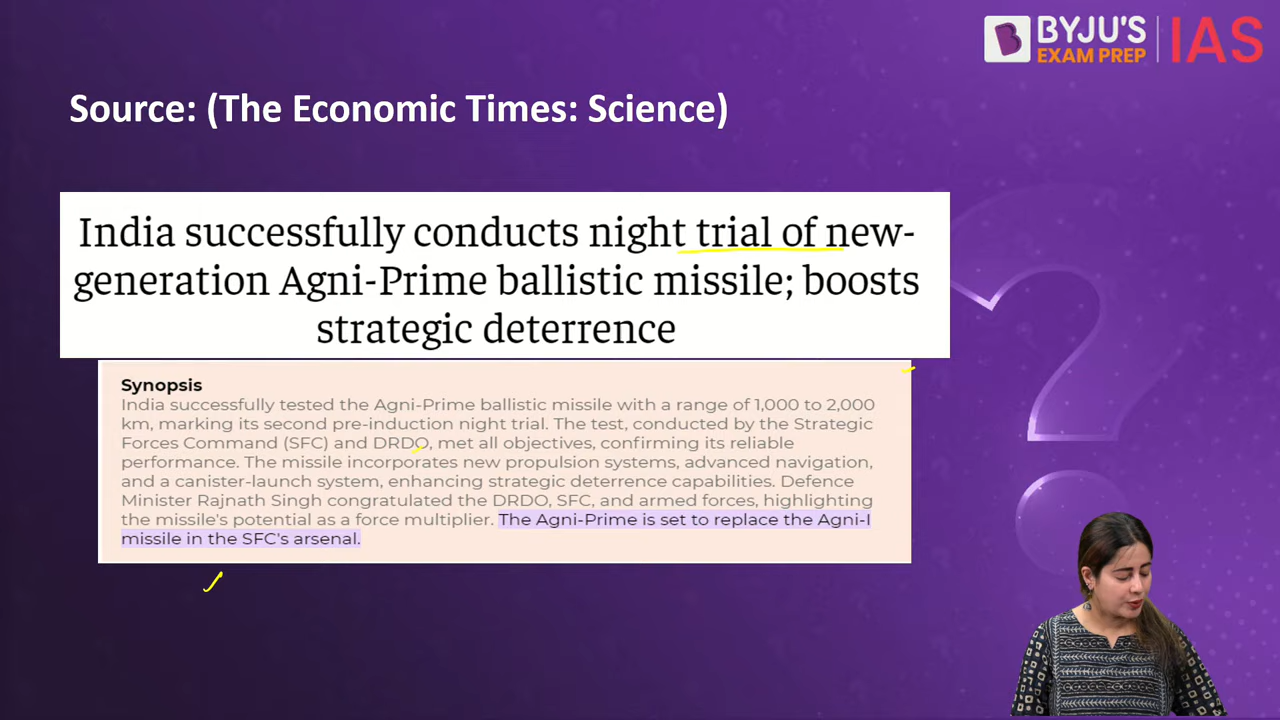 BYJU'S
EXAM PREP
IAS
Source: (The Economic Times: Science)
India successfully conducts night trial of new-
generation Agni-Prime ballistic missile; boosts
strategic deterrence
Synopsis
India successfully tested the Agni-Prime ballistic missile with a range of 1,000 to 2,000
km, marking its second pre-induction night trial. The test, conducted by the Strategic
Forces Command (SFC) and DRDO, met all objectives, confirming its reliable
performance. The missile incorporates new propulsion systems, advanced navigation,
and a canister-launch system, enhancing strategic deterrence capabilities. Defence
Minister Rajnath Singh congratulated the DRDO, SFC, and armed forces, highlighting
the missile's potential as a force multiplier. The Agni-Prime is set to replace the Agni-I
missile in the SFC's arsenal.